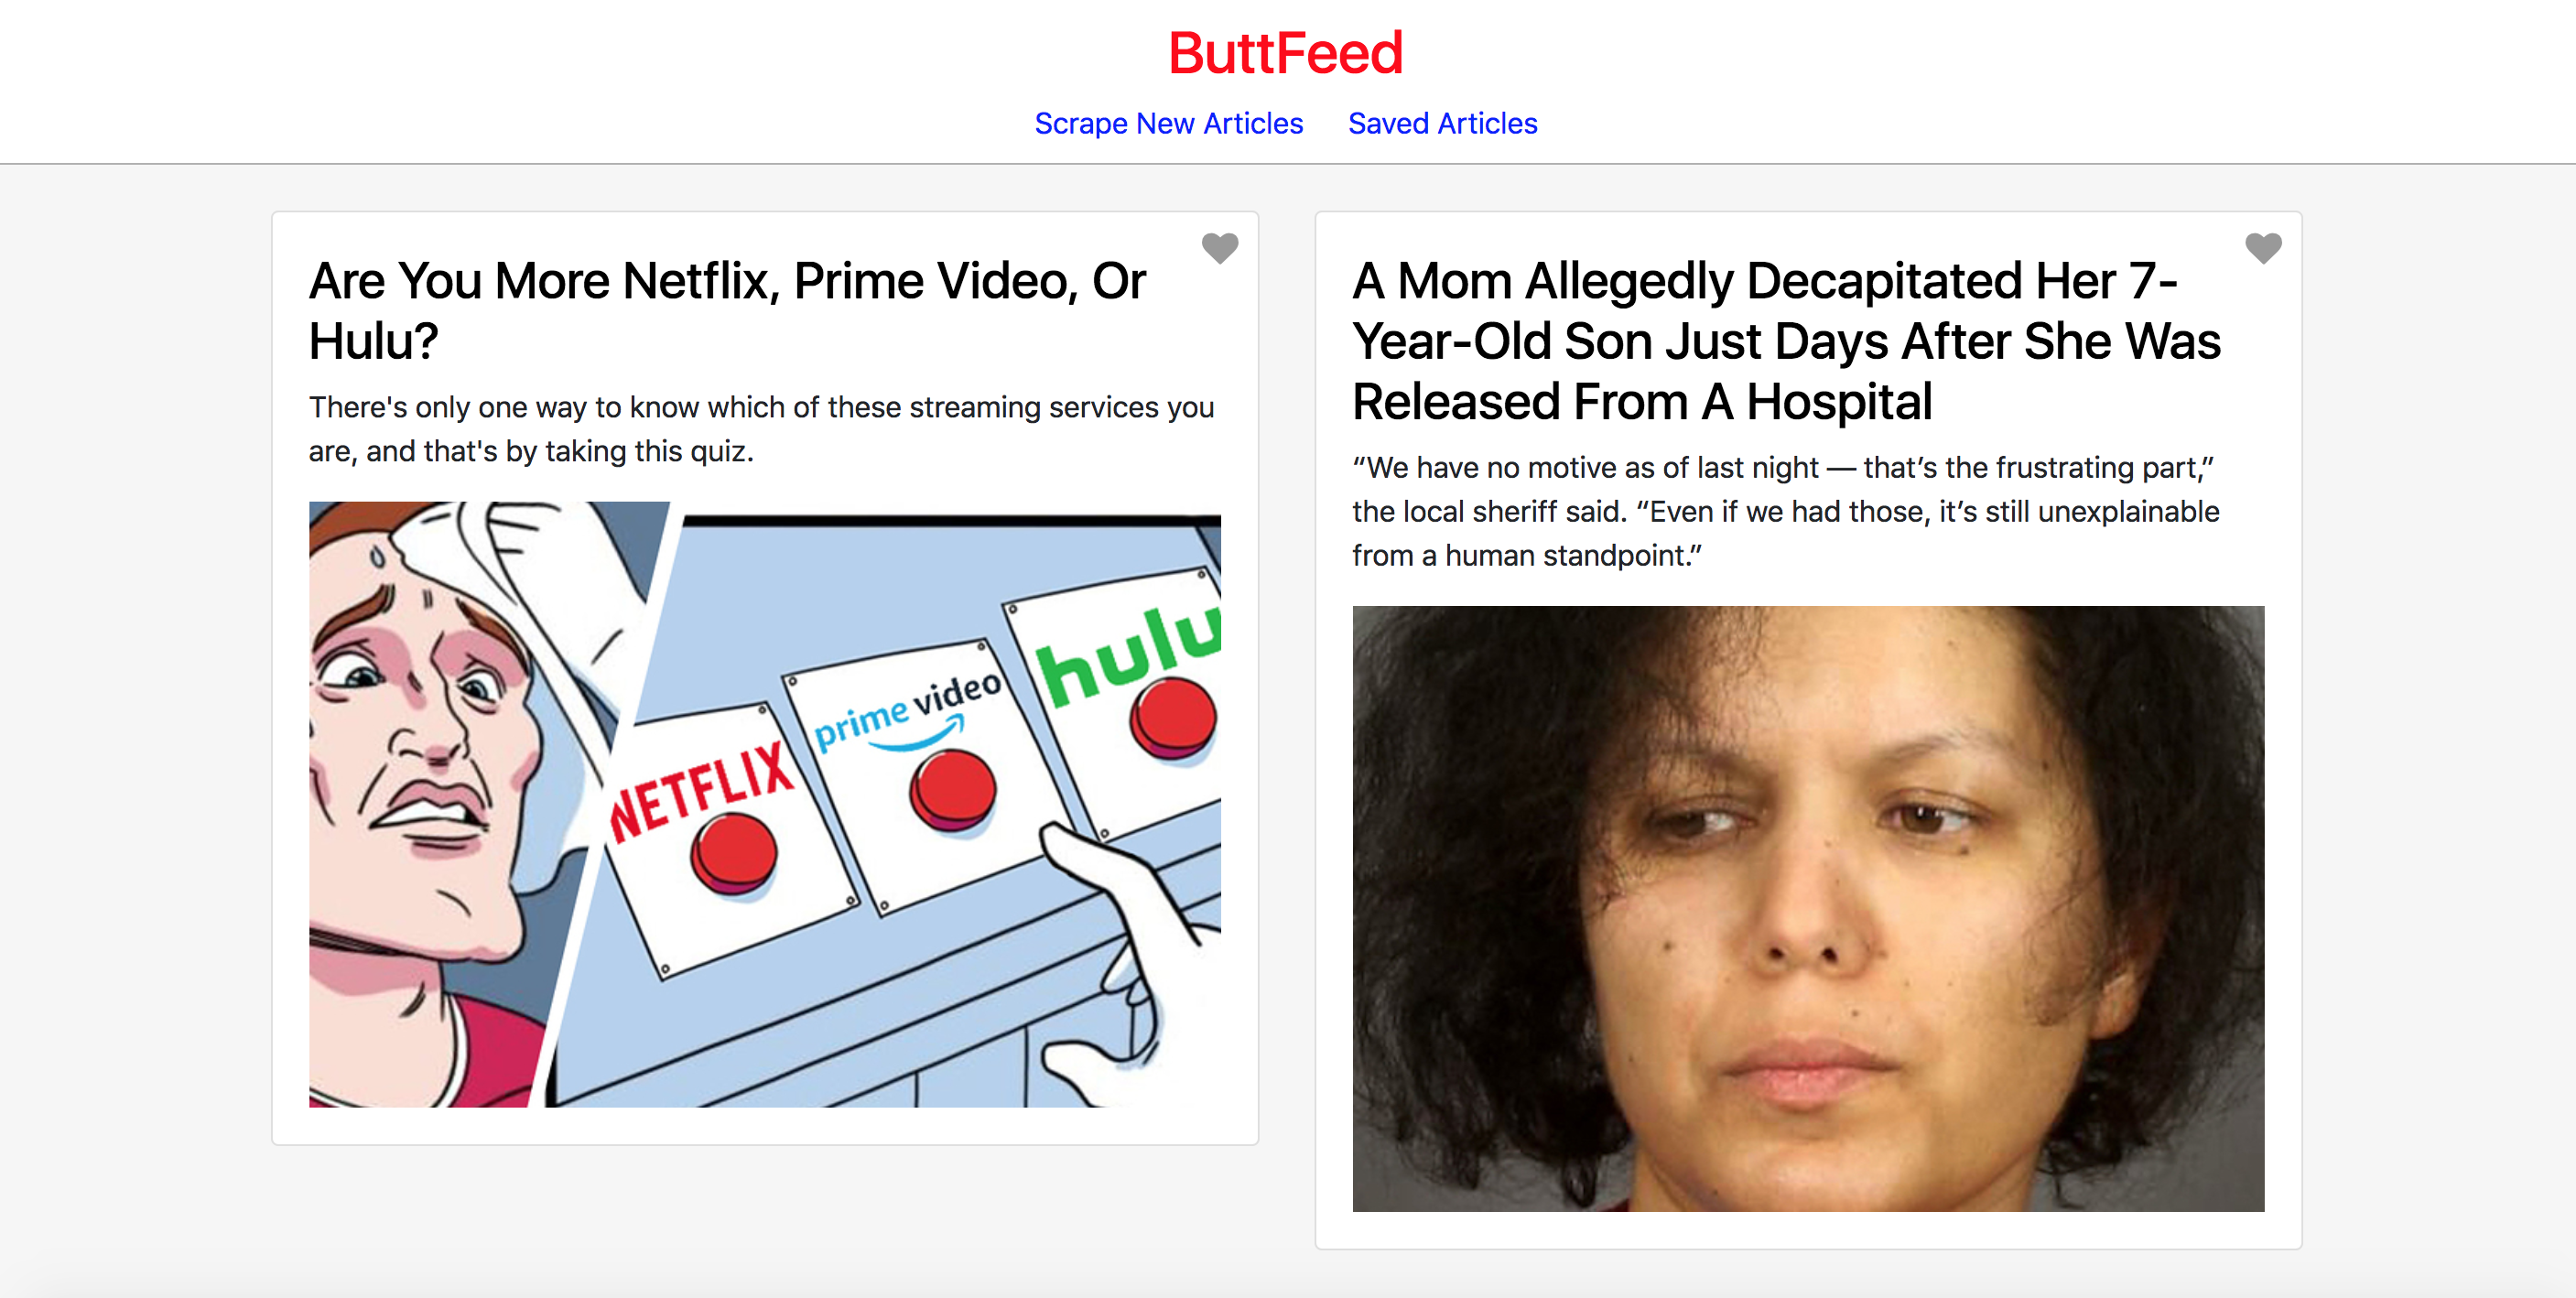 ButtFeed
Scrape New Articles Saved Articles
Are You More Netflix, Prime Video, Or
Hulu?
There's only one way to know which of these streaming services you
are, and that's by taking this quiz.
NETFLIX
prime video
hulu
A Mom Allegedly Decapitated Her 7-
Year-Old Son Just Days After She Was
Released From A Hospital
“We have no motive as of last night — that’s the frustrating part,”
the local sheriff said. “Even if we had those, it’s still unexplainable
from a human standpoint.”